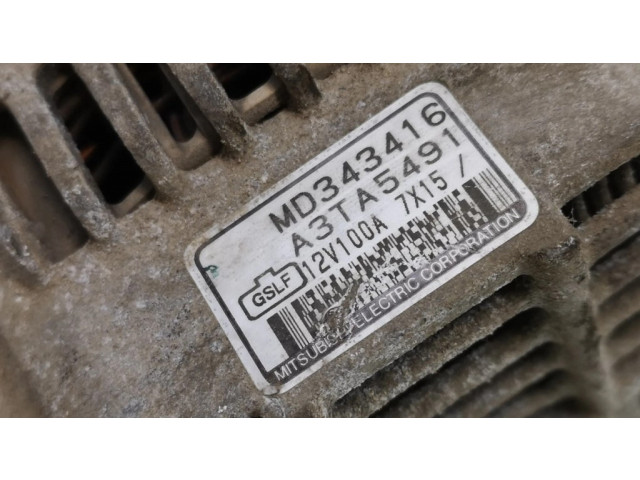 MD343416
A3TA5491
GSLF 12V100A 7X15 /
MITSUBISHI ELECTRIC CORPORATION